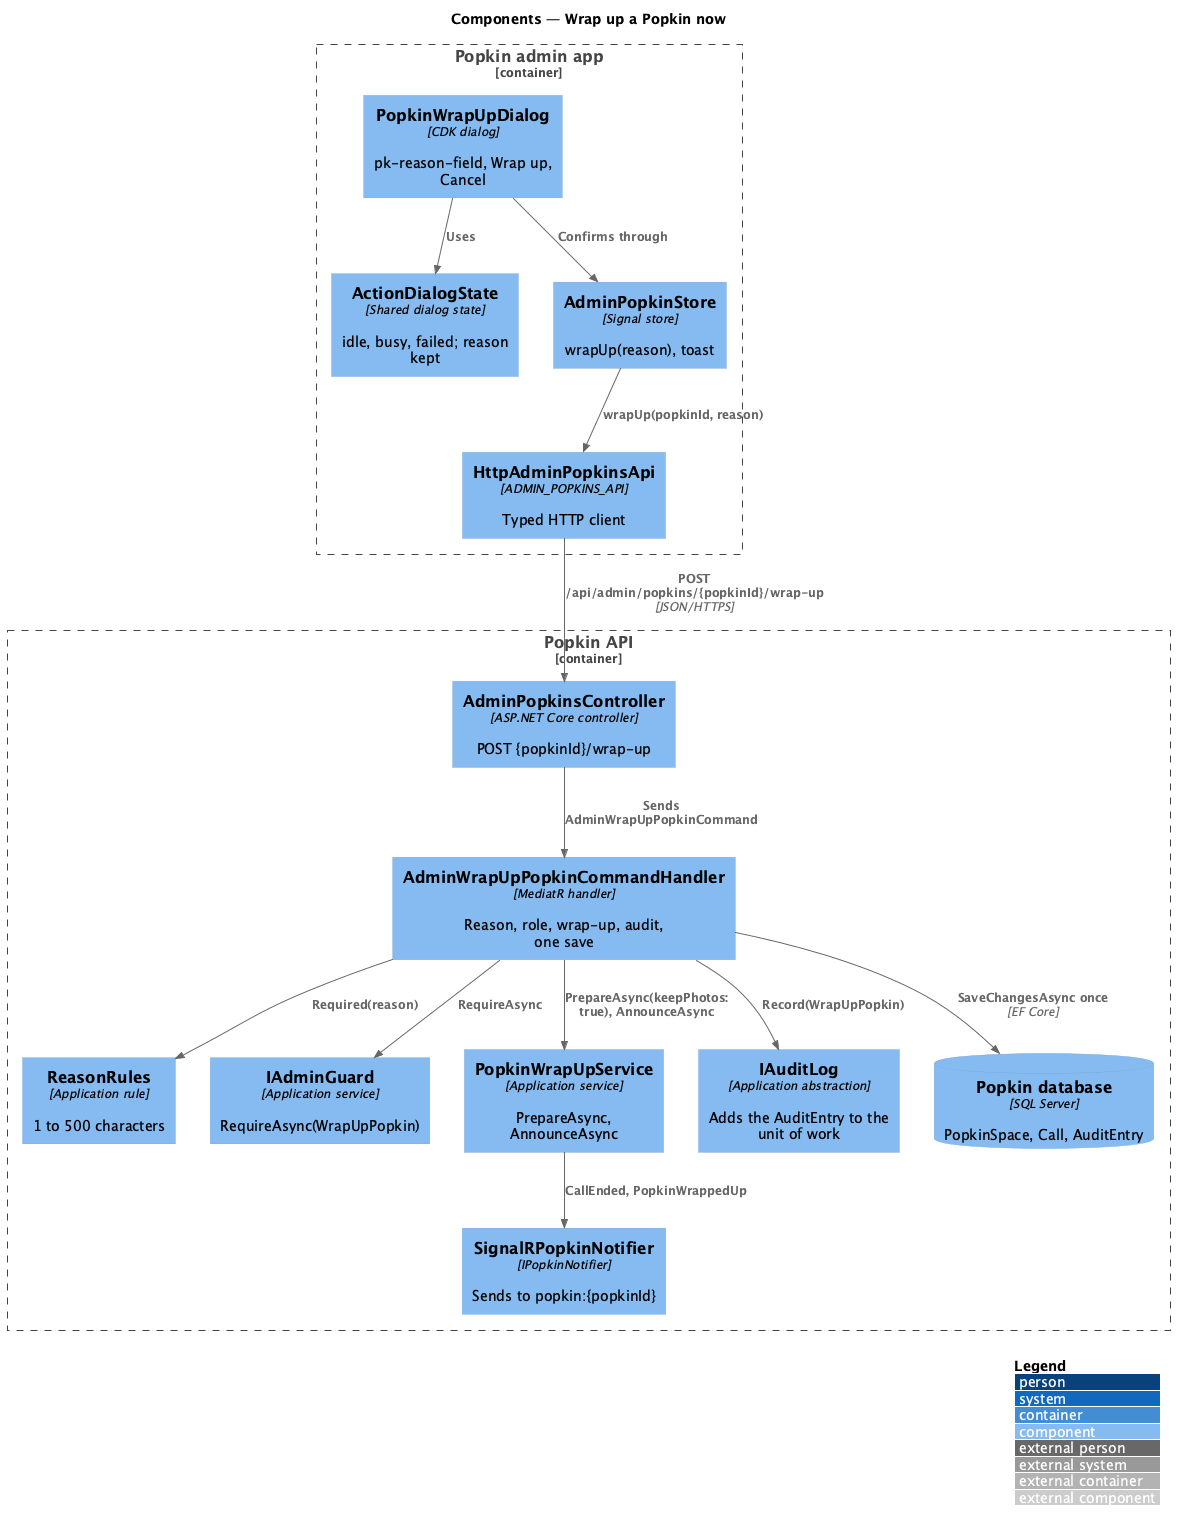 Components — Wrap up a Popkin now
Popkin admin app
[container]
PopkinWrapUpDialog
[CDK dialog]
pk-reason-field, Wrap up,
Cancel
Uses
Confirms through
ActionDialogState
[Shared dialog state]
idle, busy, failed; reason
kept
AdminPopkinStore
[Signal store]
wrapUp(reason), toast
wrapUp(popkinId, reason)
HttpAdminPopkinsApi
[ADMIN_POPKINS_API]
Typed HTTP client
POST
/api/admin/popkins/{popkinId}/wrap-up
[JSON/HTTPS]
Popkin API
[container]
AdminPopkinsController
[ASP.NET Core controller]
POST {popkinId}/wrap-up
Sends
AdminWrapUpPopkinCommand
AdminWrapUpPopkinCommandHandler
[MediatR handler]
Reason, role, wrap-up, audit,
one save
Required(reason)
RequireAsync
PrepareAsync(keepPhotos:
true), AnnounceAsync
Record(WrapUpPopkin)
SaveChangesAsync once
[EF Core]
ReasonRules
[Application rule]
1 to 500 characters
IAdminGuard
[Application service]
RequireAsync(WrapUpPopkin)
PopkinWrapUpService
[Application service]
PrepareAsync,
AnnounceAsync
IAuditLog
[Application abstraction]
Adds the AuditEntry to the
unit of work
Popkin database
[SQL Server]
PopkinSpace, Call, AuditEntry
CallEnded, PopkinWrappedUp
SignalRPopkinNotifier
[IPopkinNotifier]
Sends to popkin:{popkinId}
Legend
person
system
container
component
external person
external system
external container
external component